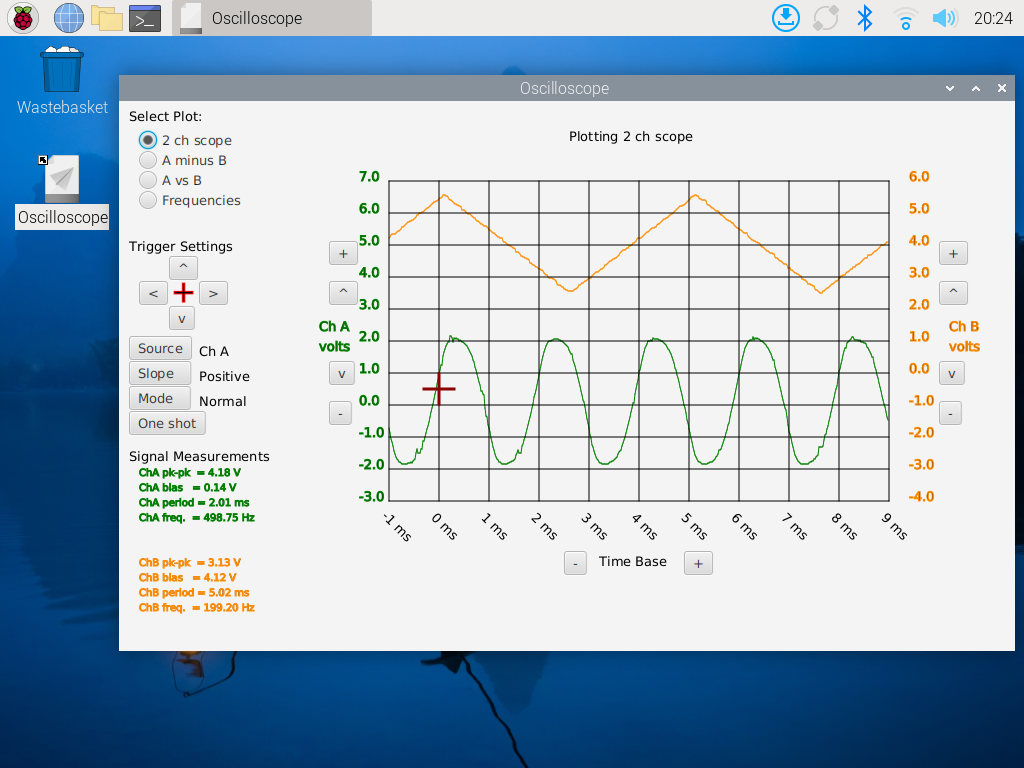 Oscilloscope
20:24
Wastebasket
Oscilloscope
Oscilloscope
Select Plot:
2 ch scope
A minus B
A vs B
Frequencies
Plotting 2 ch scope
Trigger Settings
^
< + >
v
Source Ch A
Slope Positive
Mode Normal
One shot
Signal Measurements
ChA pk-pk = 4.18 V
ChA bias = 0.14 V
ChA period = 2.01 ms
ChA freq. = 498.75 Hz
ChB pk-pk = 3.13 V
ChB bias = 4.12 V
ChB period = 5.02 ms
ChB freq. = 199.20 Hz
+
^
Ch A
volts
v
-
7.0
6.0
5.0
4.0
3.0
2.0
1.0
0.0
-1.0
-2.0
-3.0
6.0
5.0
4.0
3.0
2.0
1.0
0.0
-1.0
-2.0
-3.0
-4.0
+
^
Ch B
volts
v
-
-1 ms 0 ms 1 ms 2 ms 3 ms 4 ms 5 ms 6 ms 7 ms 8 ms 9 ms
- Time Base +